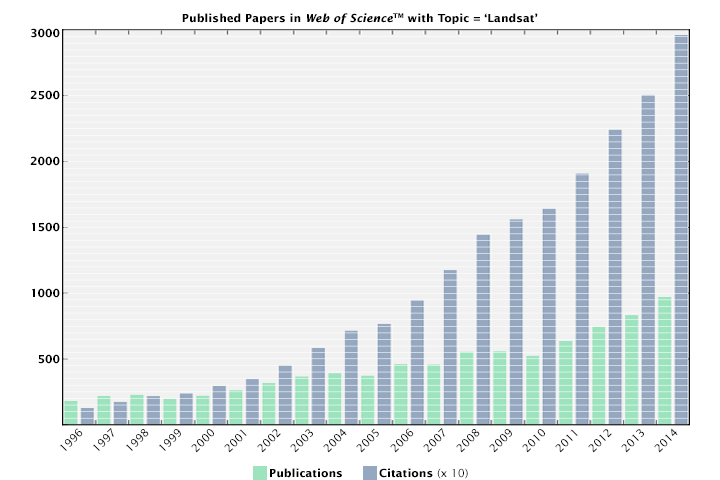 Published Papers in Web of Science™ with Topic = ‘Landsat’
3000
2500
2000
1500
1000
500
1996 1997 1998 1999 2000 2001 2002 2003 2004 2005 2006 2007 2008 2009 2010 2011 2012 2013 2014
Publications Citations (x 10)